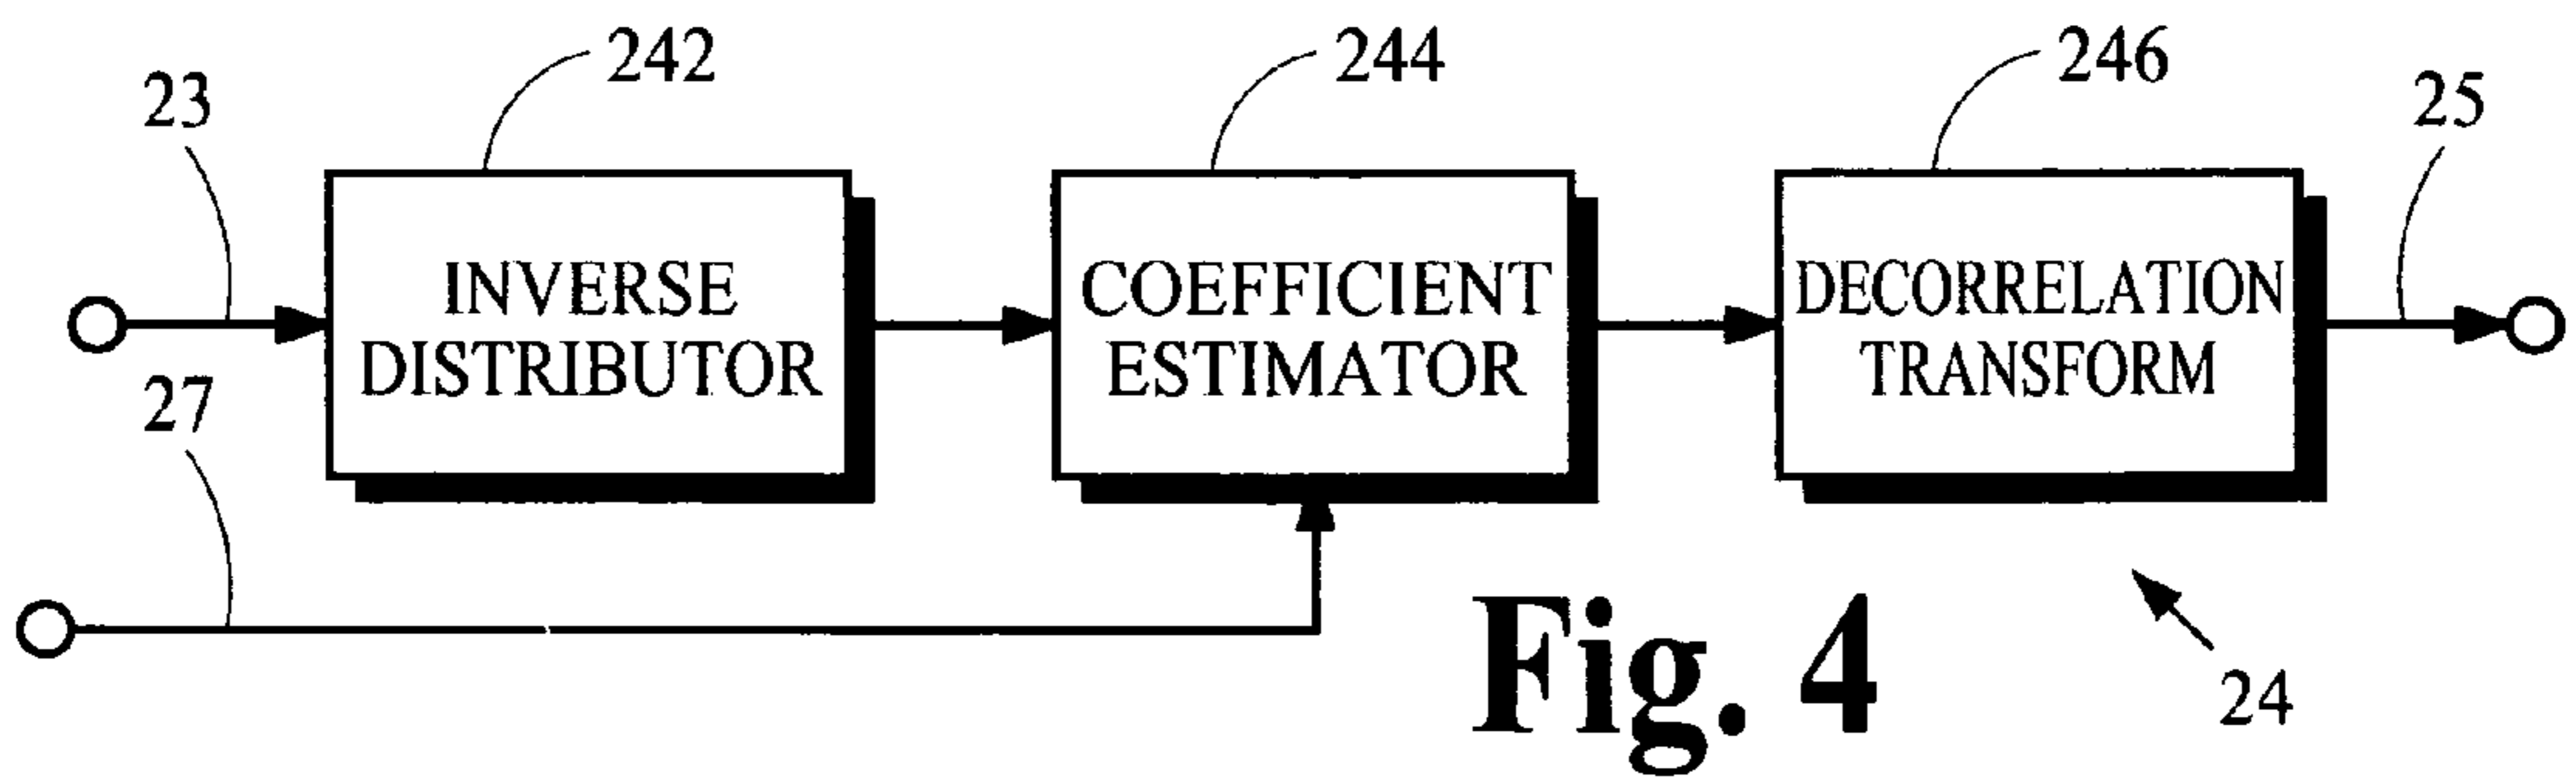 242
244
246
23
25
INVERSE
DISTRIBUTOR
COEFFICIENT
ESTIMATOR
DECORRELATION
TRANSFORM
27
Fig. 4
24